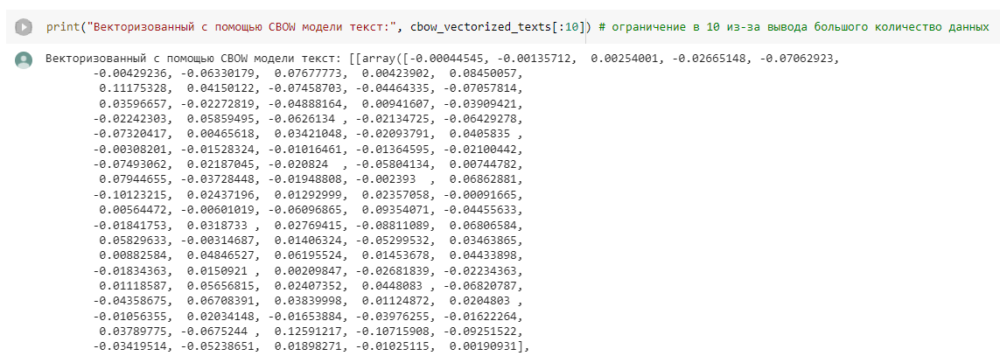 print("Векторизованный с помощью CBOW модели текст:", cbow_vectorized_texts[:10]) # ограничение в 10 из-за вывода большого количество данных
Векторизованный с помощью CBOW модели текст: [[array([-0.00044545, -0.00135712,  0.00254001, -0.02665148, -0.07062923,
-0.00429236, -0.06330179,  0.07677773,  0.00423902,  0.08450057,
0.11175328,  0.04150122, -0.07458703, -0.04464335, -0.07057814,
0.03596657, -0.02272819, -0.04888164,  0.00941607, -0.03909421,
-0.02242303,  0.05859495, -0.0626134 , -0.02134725, -0.06429278,
-0.07320417,  0.00465618,  0.03421048, -0.02093791,  0.0405835 ,
-0.00308201, -0.01528324, -0.01016461, -0.01364595, -0.02100442,
-0.07493062,  0.02187045, -0.020824  , -0.05804134,  0.00744782,
0.07944655, -0.03728448, -0.01948808, -0.002393  ,  0.06862881,
-0.10123215,  0.02437196,  0.01292999,  0.02357058, -0.00091665,
0.00564472, -0.00601019, -0.06096865,  0.09354071, -0.04455633,
-0.01841753,  0.0318733 ,  0.02769415, -0.08811089,  0.06806584,
0.05829633, -0.00314687,  0.01406324, -0.05299532,  0.03463865,
0.00882584,  0.04846527,  0.06195524,  0.01453678,  0.04433898,
-0.01834363,  0.0150921 ,  0.00209847, -0.02681839, -0.02234363,
0.01118587,  0.05656815,  0.02407352,  0.0448083 , -0.06820787,
-0.04358675,  0.06708391,  0.03839998,  0.01124872,  0.0204803 ,
-0.01056355,  0.02034148, -0.01653884, -0.03976255, -0.01622264,
0.03789775, -0.0675244 ,  0.12591217, -0.10715908, -0.09251522,
-0.03419514, -0.05238651,  0.01898271, -0.01025115,  0.00190931],